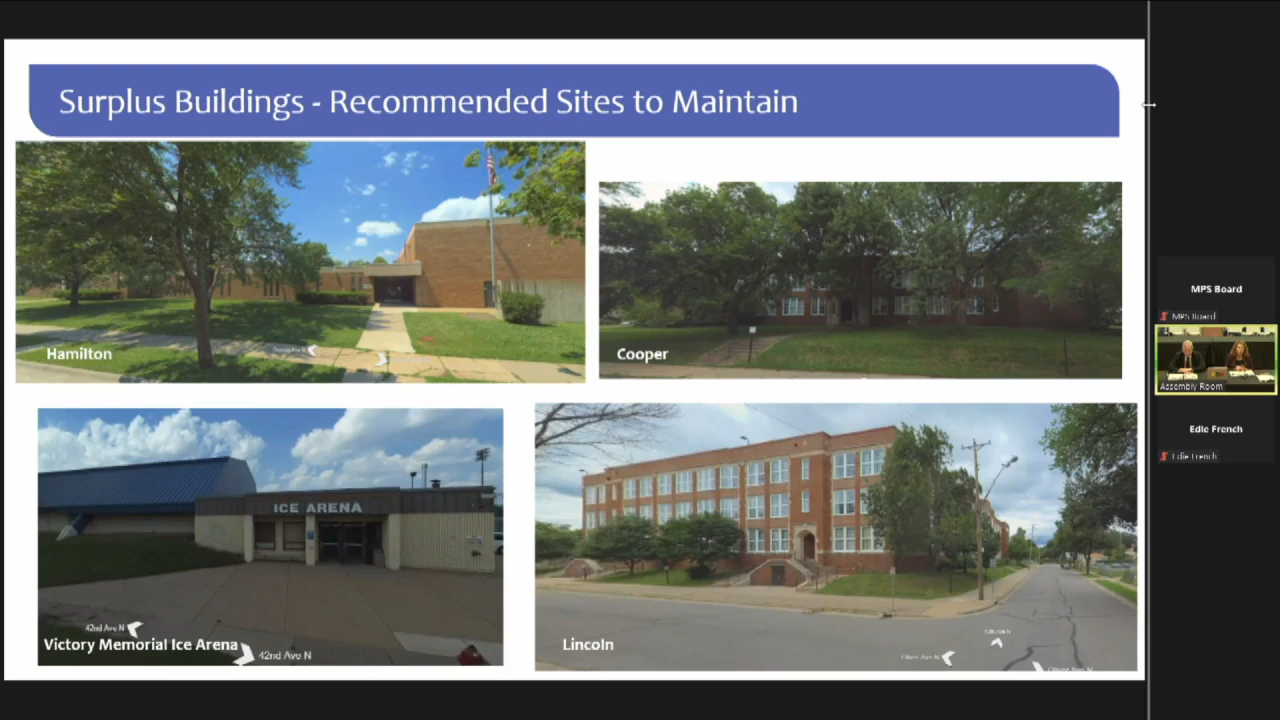 Surplus Buildings - Recommended Sites to Maintain
Hamilton
Cooper
ICE ARENA
42nd Ave N
Victory Memorial Ice Arena
42nd Ave N
Lincoln
MPS Board
MPS Board
Assembly Room
Edie French
Edie French